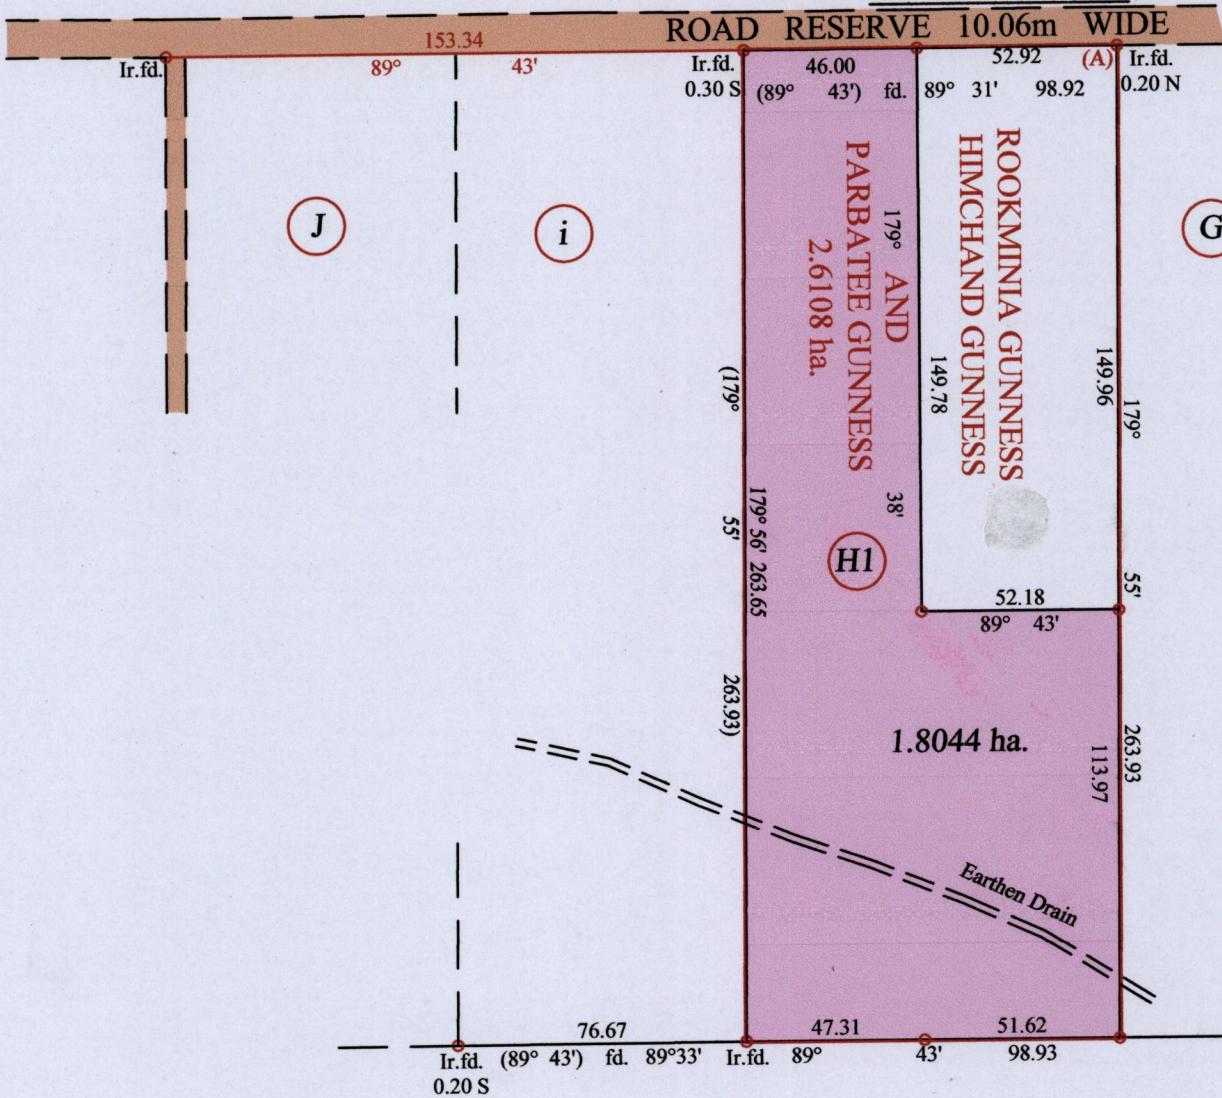 ROAD RESERVE 10.06m WIDE
153.34
89° 43'
Ir.fd.
Ir.fd.
0.30 S
46.00
(89° 43') fd.
52.92
89° 31' 98.92
(A)
Ir.fd.
0.20 N
J
i
G
ROOKMINIA GUNNESS
HIMCHAND GUNNESS
AND
PARBATEE GUNNESS
2.6108 ha.
179° 38'
149.78
149.96
179° 55' 263.93
(179° 55' 263.93)
179° 56' 263.65
H1
52.18
89° 43'
1.8044 ha.
113.97
Earthen Drain
76.67
47.31
51.62
Ir.fd.
0.20 S
(89° 43') fd. 89°33'
Ir.fd.
89° 43' 98.93